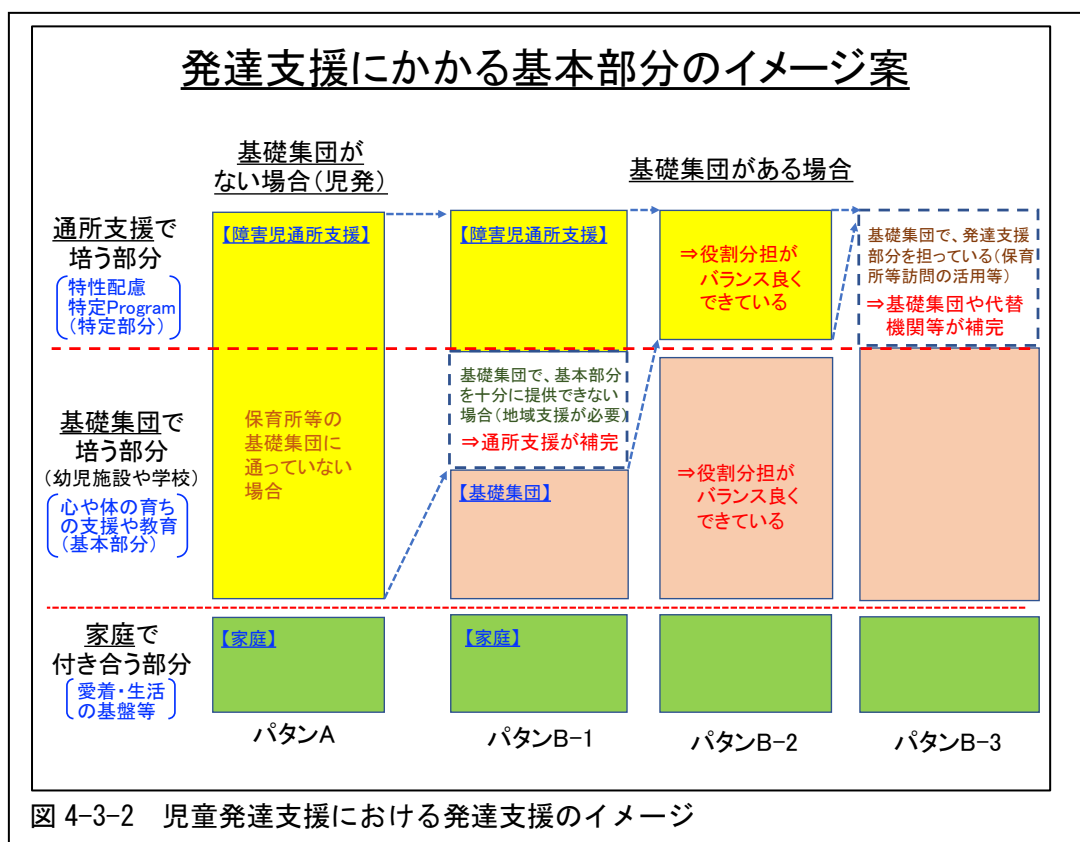 発達支援にかかる基本部分のイメージ案
基礎集団が
ない場合(児発)
基礎集団がある場合
通所支援で
培う部分
特性配慮
特定Program
(特定部分)
基礎集団で
培う部分
(幼児施設や学校)
心や体の育ち
の支援や教育
(基本部分)
家庭で
付き合う部分
愛着・生活
の基盤等
【障害児通所支援】
保育所等の
基礎集団に
通っていない
場合
【家庭】
パタンA
【障害児通所支援】
基礎集団で、基本部分
を十分に提供できない
場合(地域支援が必要)
⇒通所支援が補完
【基礎集団】
【家庭】
パタンB-1
⇒役割分担が
バランス良く
できている
⇒役割分担が
バランス良く
できている
パタンB-2
基礎集団で、発達支援
部分を担っている(保育
所等訪問の活用等)
⇒基礎集団や代替
機関等が補完
パタンB-3
図 4-3-2 児童発達支援における発達支援のイメージ